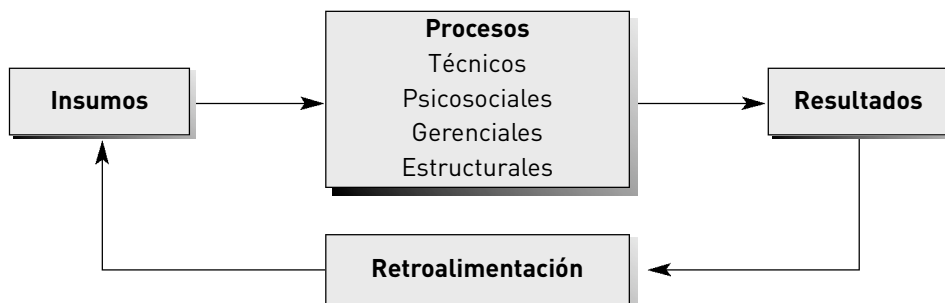 Insumos
Procesos
Técnicos
Psicosociales
Gerenciales
Estructurales
Resultados
Retroalimentación